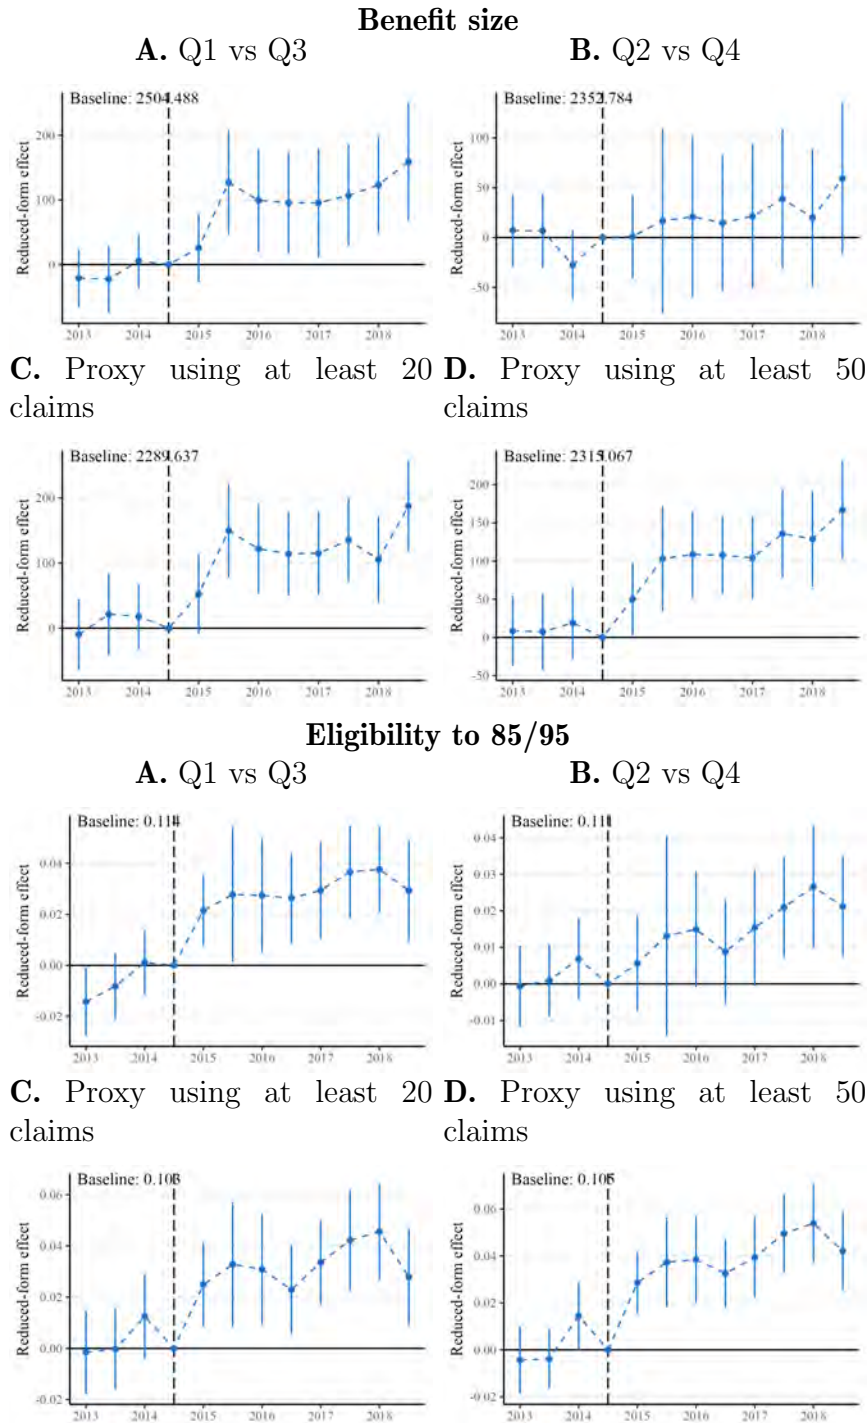 Benefit size
A. Q1 vs Q3
B. Q2 vs Q4
Baseline: 2504.488
Reduced-form effect
200
100
0
2013 2014 2015 2016 2017 2018
Baseline: 2352.784
Reduced-form effect
100
50
0
-50
2013 2014 2015 2016 2017 2018
C. Proxy using at least 20
claims
D. Proxy using at least 50
claims
Baseline: 2289.637
Reduced-form effect
200
100
0
2013 2014 2015 2016 2017 2018
Baseline: 2315.067
Reduced-form effect
200
150
100
50
0
-50
2013 2014 2015 2016 2017 2018
Eligibility to 85/95
A. Q1 vs Q3
B. Q2 vs Q4
Baseline: 0.114
Reduced-form effect
0.04
0.02
0.00
-0.02
2013 2014 2015 2016 2017 2018
Baseline: 0.111
Reduced-form effect
0.04
0.03
0.02
0.01
0.00
-0.01
2013 2014 2015 2016 2017 2018
C. Proxy using at least 20
claims
D. Proxy using at least 50
claims
Baseline: 0.103
Reduced-form effect
0.06
0.04
0.02
0.00
-0.02
2013 2014 2015 2016 2017 2018
Baseline: 0.105
Reduced-form effect
0.06
0.04
0.02
0.00
-0.02
2013 2014 2015 2016 2017 2018